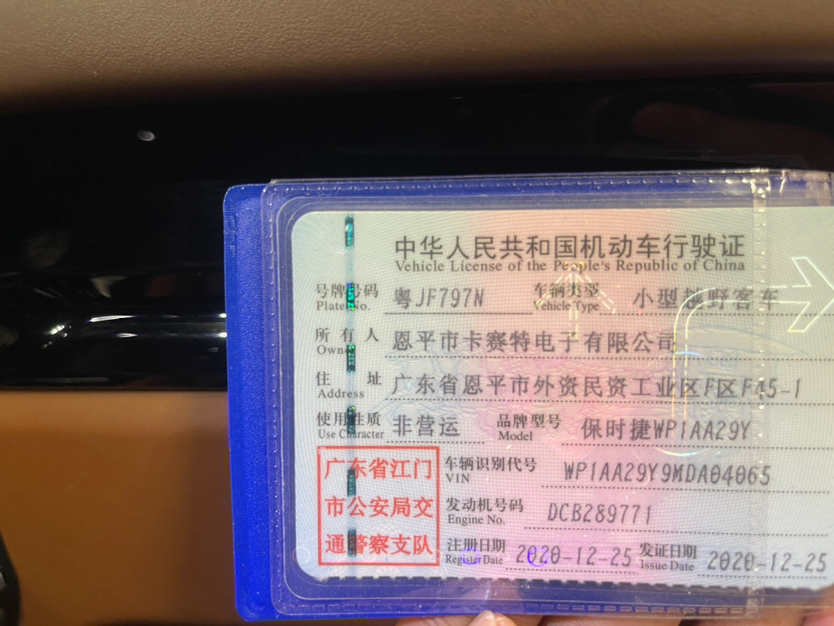 中华人民共和国机动车行驶证
Vehicle License of the People's Republic of China
号牌号码 粤JF797N 车辆类型 小型越野客车
Plate No. Vehicle Type
所有人 恩平市卡赛特电子有限公司
Owner
住址 广东省恩平市外资民资工业区F区F45-1
Address
使用性质 非营运 品牌型号 保时捷WP1AA29Y
Use Character Model
广东省江门
市公安局交
通警察支队
车辆识别代号 WP1AA29Y9MDA04065
VIN
发动机号码 DCB289771
Engine No.
注册日期 2020-12-25 发证日期 2020-12-25
Register Date Issue Date